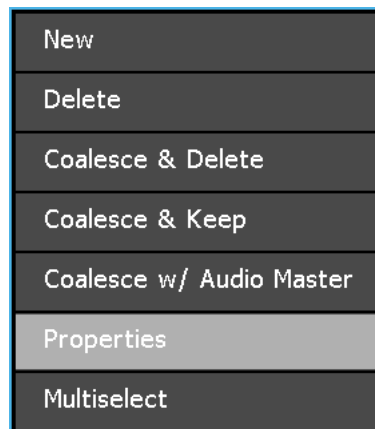 New
Delete
Coalesce & Delete
Coalesce & Keep
Coalesce w/ Audio Master
Properties
Multiselect